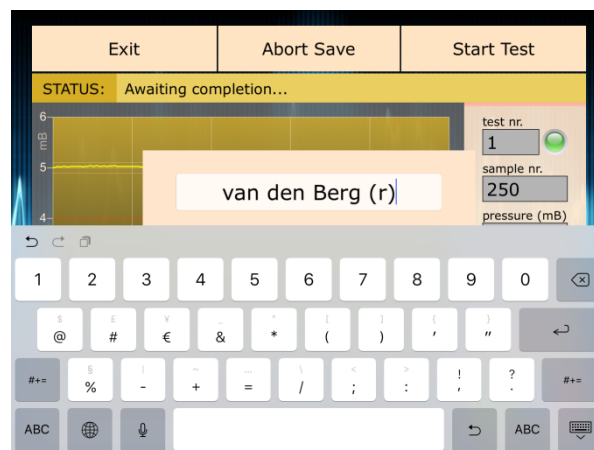 Exit Abort Save Start Test
STATUS: Awaiting completion...
6
mB
5
4
test nr.
1
sample nr.
250
pressure (mB)
van den Berg (r)
1 2 3 4 5 6 7 8 9 0
$ £ ¥ _ ^ [ ] { }
@ # € & * ( ) ' "
§ | ~ … \ < > ! ?
#+= % - + = / ; : , . #+=
ABC ABC